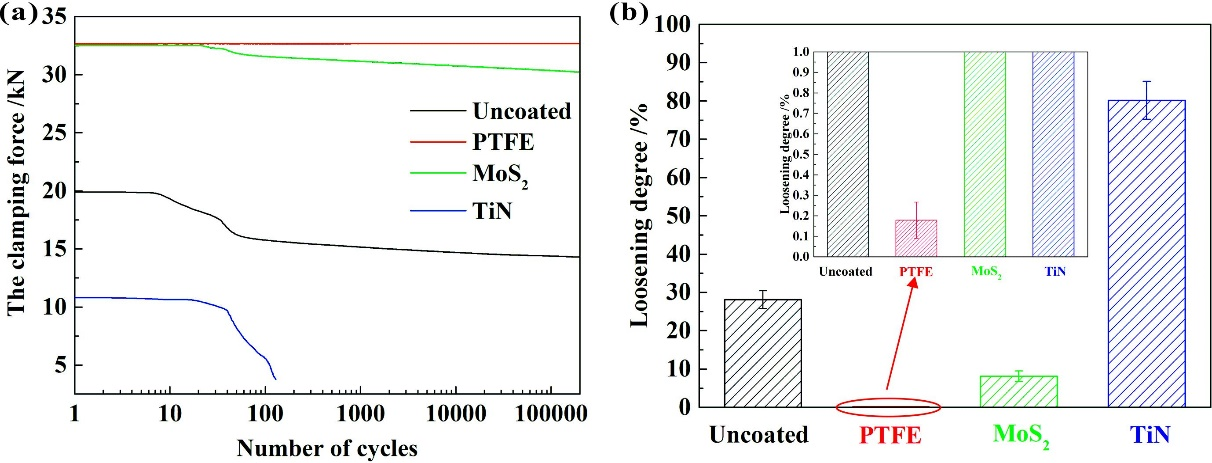 (a)
The clamping force /kN
35
30
25
20
15
10
5
Uncoated
PTFE
MoS₂
TiN
1
10
100
1000
10000
100000
Number of cycles
(b)
Loosening degree /%
100
90
80
70
60
50
40
30
20
10
0
Loosening degree /%
1.0
0.9
0.8
0.7
0.6
0.5
0.4
0.3
0.2
0.1
0.0
Uncoated
PTFE
MoS₂
TiN
Uncoated
PTFE
MoS₂
TiN